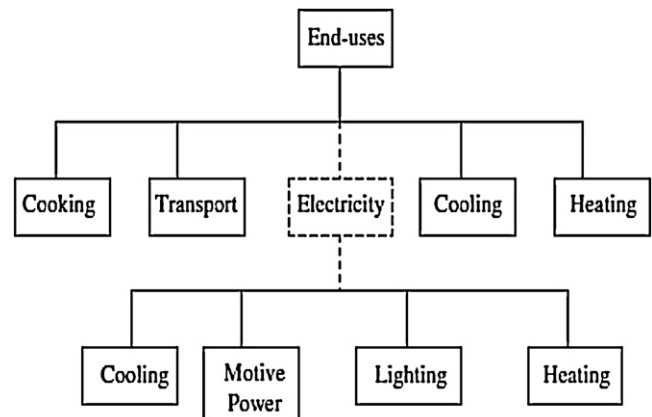 End-uses
Cooking
Transport
Electricity
Cooling
Heating
Cooling
Motive
Power
Lighting
Heating